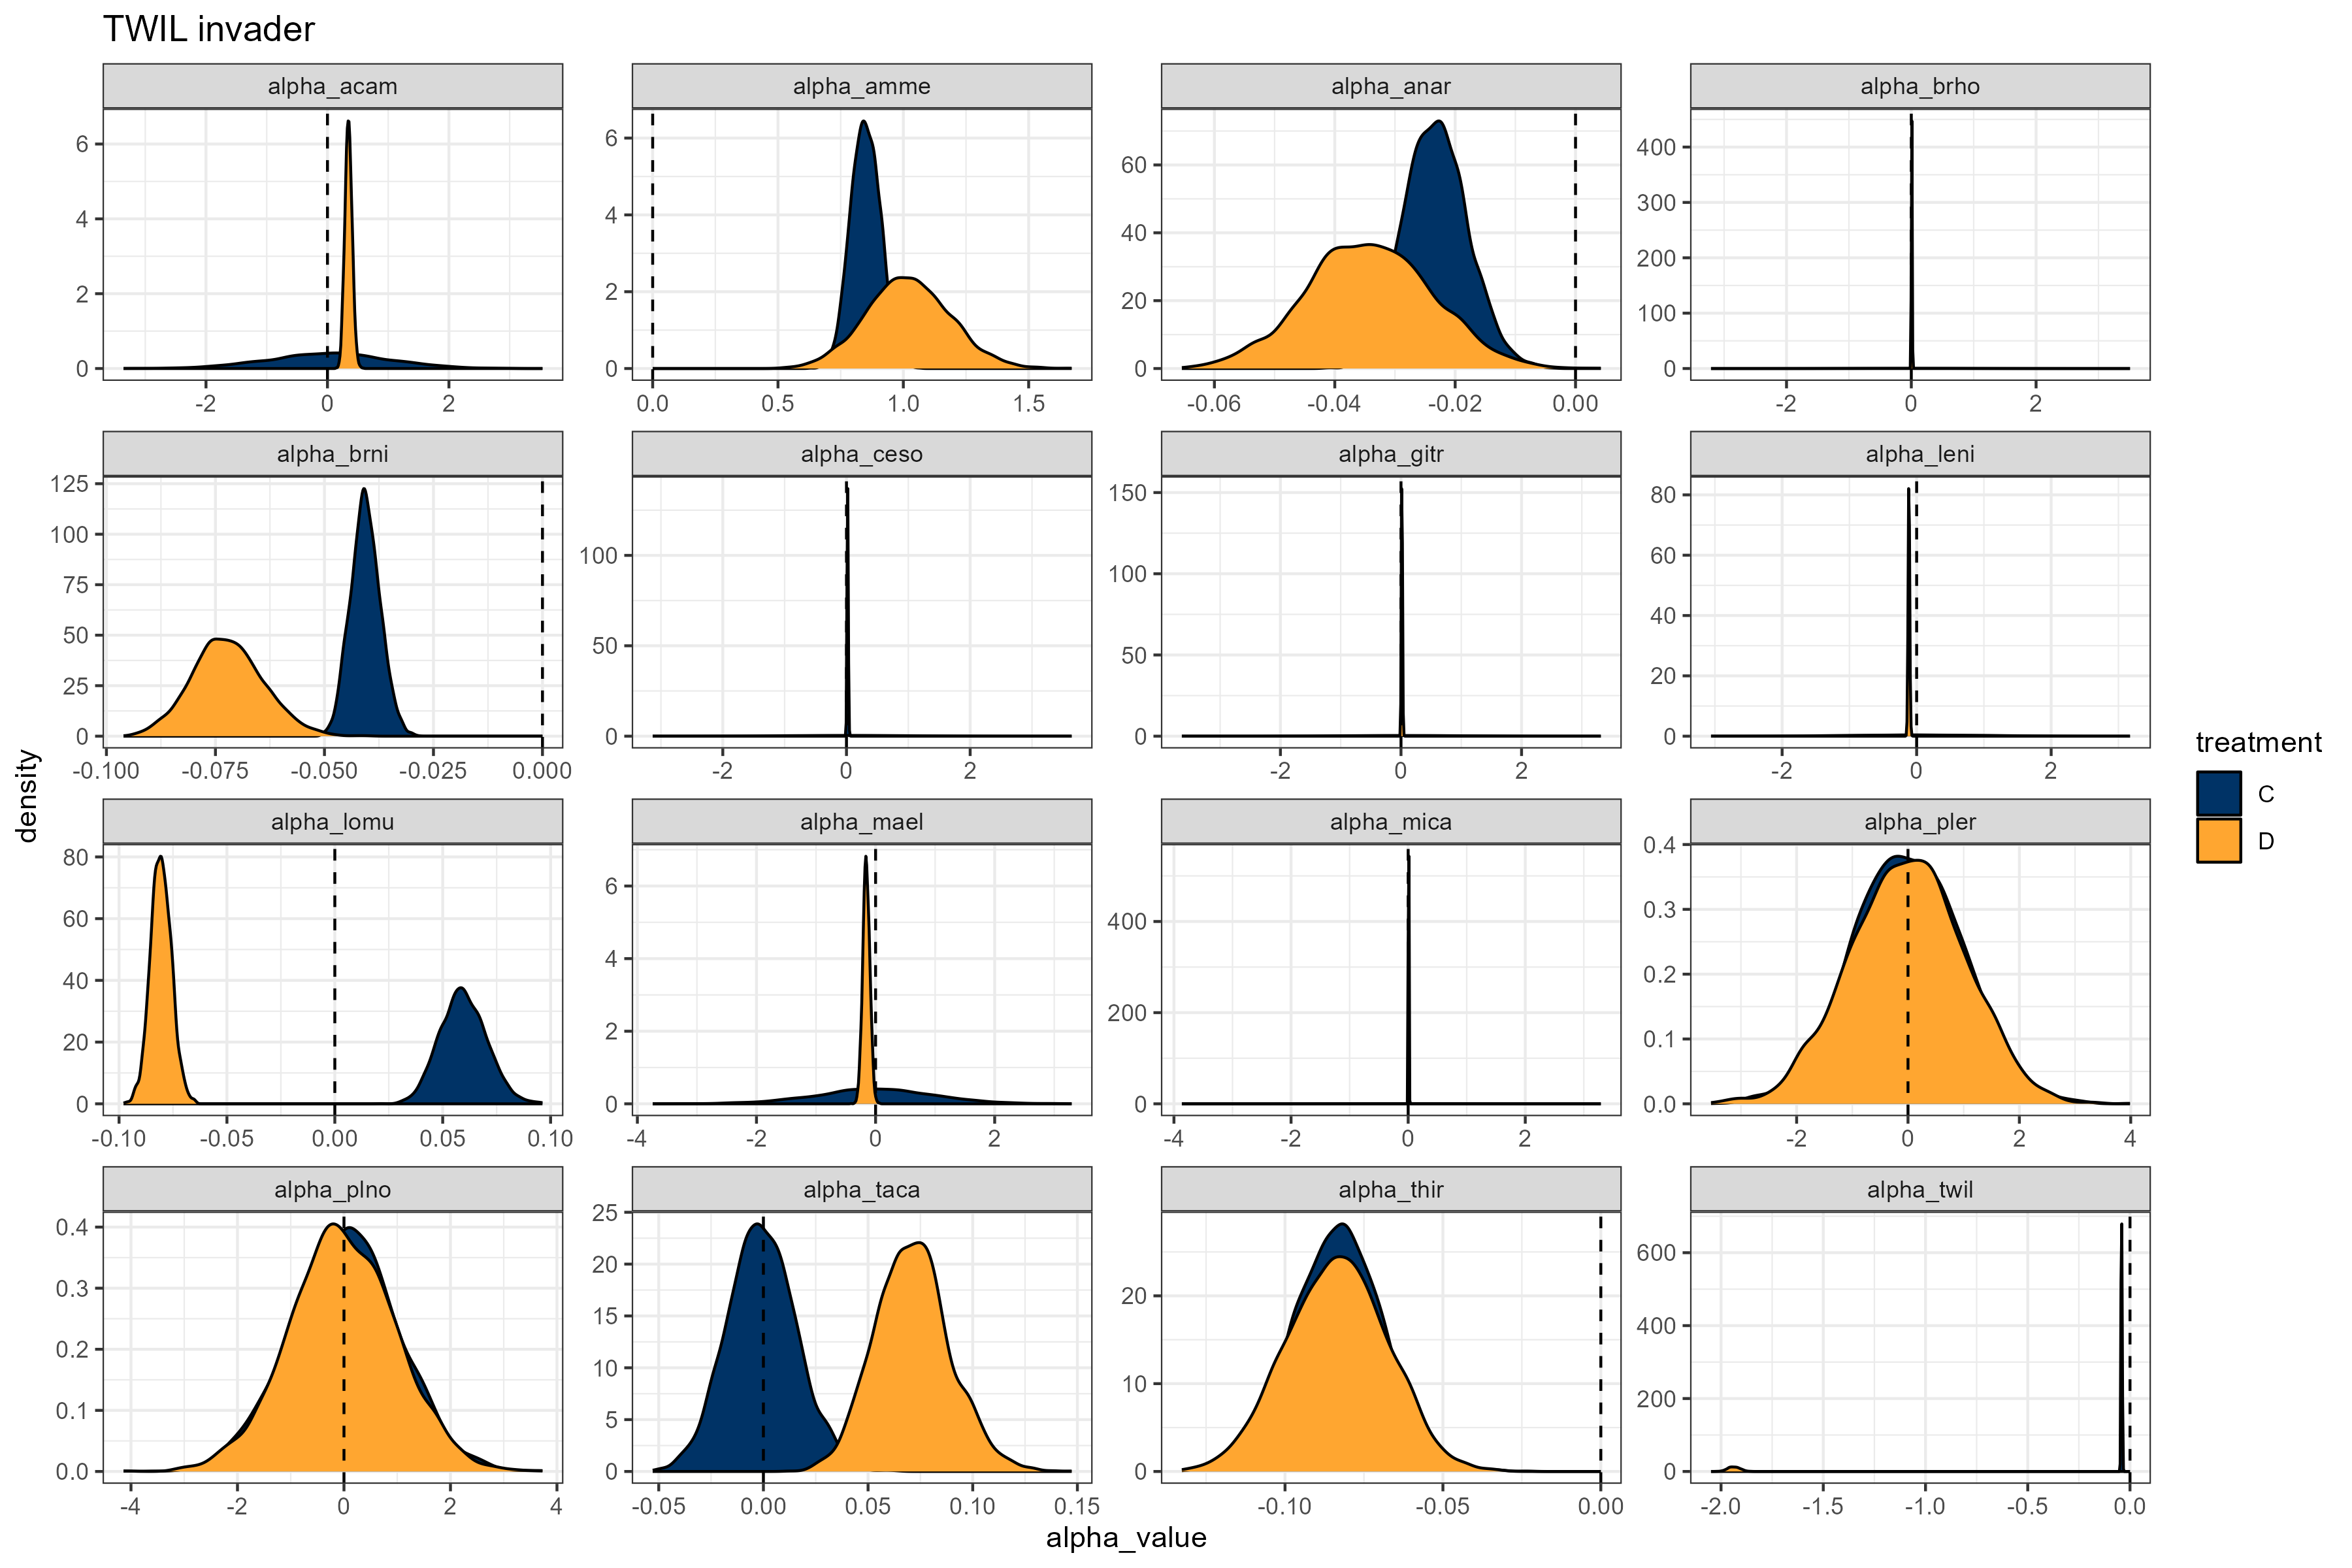 TWIL invader
alpha_acam alpha_amme alpha_anar alpha_brho
6 4 2 0
-2 0 2
6 4 2 0
0.0 0.5 1.0 1.5
60 40 20 0
-0.06 -0.04 -0.02 0.00
400 300 200 100 0
-2 0 2
alpha_brni alpha_ceso alpha_gitr alpha_leni
125 100 75 50 25 0
-0.100 -0.075 -0.050 -0.025 0.000
100 50 0
-2 0 2
150 100 50 0
-2 0 2
80 60 40 20 0
-2 0 2
alpha_lomu alpha_mael alpha_mica alpha_pler
80 60 40 20 0
-0.10 -0.05 0.00 0.05 0.10
6 4 2 0
-4 -2 0 2
400 200 0
-4 -2 0 2
0.4 0.3 0.2 0.1 0.0
-2 0 2 4
alpha_plno alpha_taca alpha_thir alpha_twil
0.4 0.3 0.2 0.1 0.0
-4 -2 0 2 4
25 20 15 10 5 0
-0.05 0.00 0.05 0.10 0.15
20 10 0
-0.10 -0.05 0.00
600 400 200 0
-2.0 -1.5 -1.0 -0.5 0.0
density
alpha_value
treatment
C
D